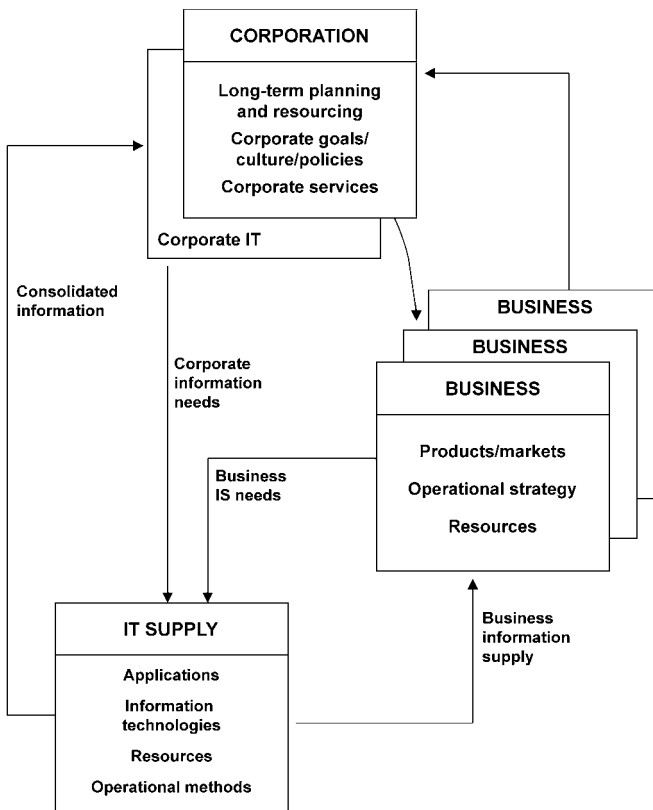 CORPORATION
Long-term planning
and resourcing
Corporate goals/
culture/policies
Corporate services
Corporate IT
Consolidated
information
Corporate
information
needs
BUSINESS
BUSINESS
BUSINESS
Products/markets
Operational strategy
Resources
Business
IS needs
IT SUPPLY
Applications
Information
technologies
Resources
Operational methods
Business
information
supply